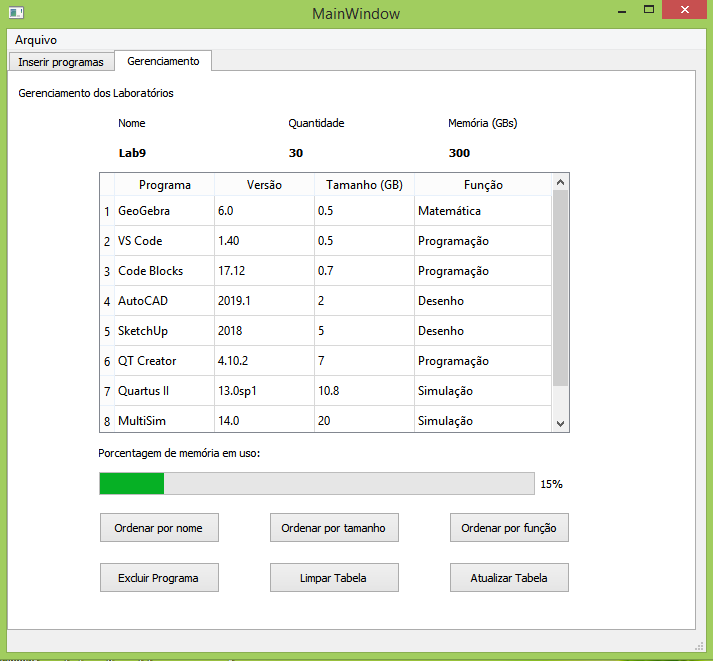 MainWindow
Arquivo
Inserir programas Gerenciamento
Gerenciamento dos Laboratórios
Nome Quantidade Memória (GBs)
Lab9 30 300
Programa Versão Tamanho (GB) Função
1 GeoGebra 6.0 0.5 Matemática
2 VS Code 1.40 0.5 Programação
3 Code Blocks 17.12 0.7 Programação
4 AutoCAD 2019.1 2 Desenho
5 SketchUp 2018 5 Desenho
6 QT Creator 4.10.2 7 Programação
7 Quartus II 13.0sp1 10.8 Simulação
8 MultiSim 14.0 20 Simulação
Porcentagem de memória em uso:
15%
Ordenar por nome Ordenar por tamanho Ordenar por função
Excluir Programa Limpar Tabela Atualizar Tabela